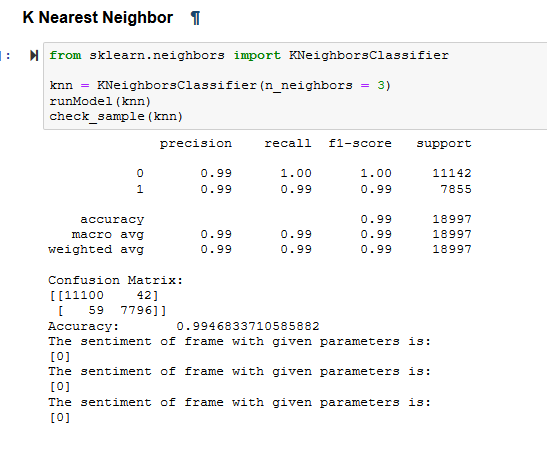 K Nearest Neighbor ¶
]: from sklearn.neighbors import KNeighborsClassifier
knn = KNeighborsClassifier(n_neighbors = 3)
runModel(knn)
check_sample(knn)
precision recall f1-score support
0 0.99 1.00 1.00 11142
1 0.99 0.99 0.99 7855
accuracy 0.99 18997
macro avg 0.99 0.99 0.99 18997
weighted avg 0.99 0.99 0.99 18997
Confusion Matrix:
[[11100 42]
[ 59 7796]]
Accuracy: 0.9946833710585882
The sentiment of frame with given parameters is:
[0]
The sentiment of frame with given parameters is:
[0]
The sentiment of frame with given parameters is:
[0]